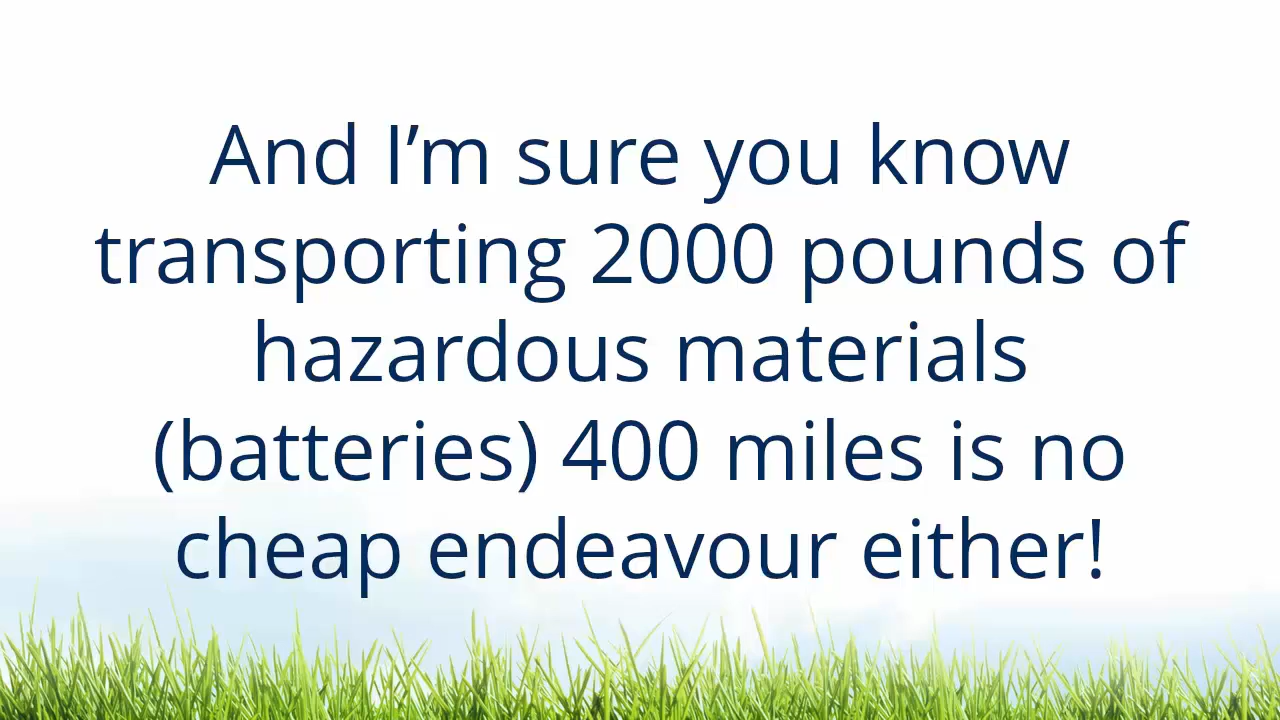 And I’m sure you know
transporting 2000 pounds of
hazardous materials
(batteries) 400 miles is no
cheap endeavour either!